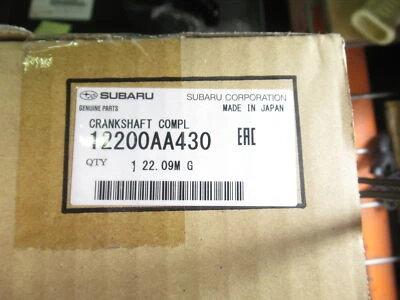 SUBARU SUBARU CORPORATION
GENUINE PARTS MADE IN JAPAN
CRANKSHAFT COMPL
12200AA430 EAC
QTY 1 22.09M G